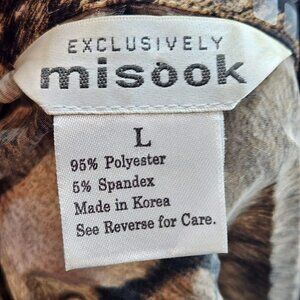 EXCLUSIVELY
misook
L
95% Polyester
5% Spandex
Made in Korea
See Reverse for Care.